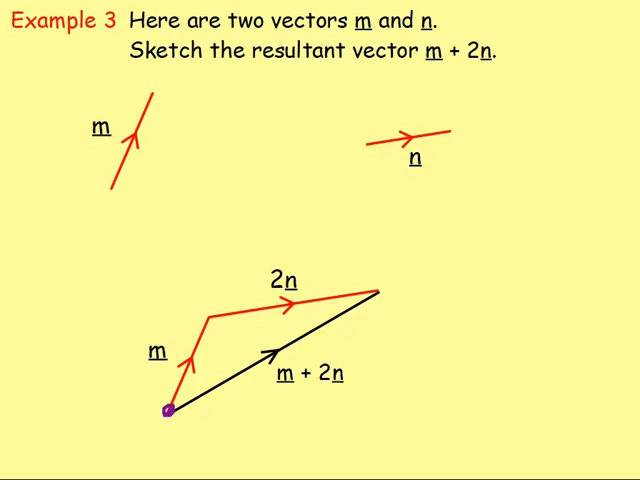 Example 3 Here are two vectors m and n.
Sketch the resultant vector m + 2n.
m
n
2n
m
m + 2n